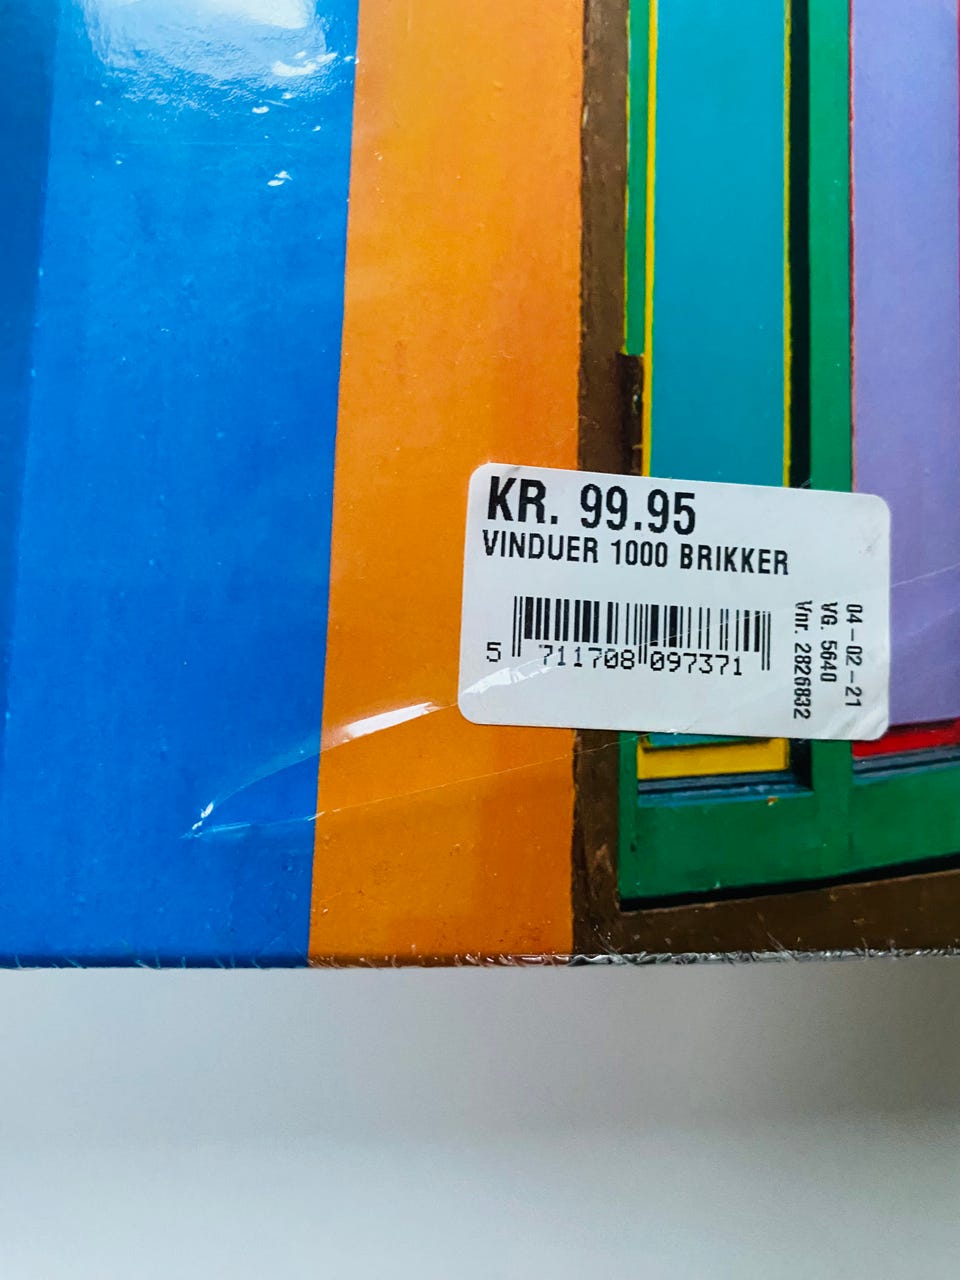 KR. 99.95
VINDUER 1000 BRIKKER
5 711708 097371
04-02-21
VG. 5640
Vnr. 2826832